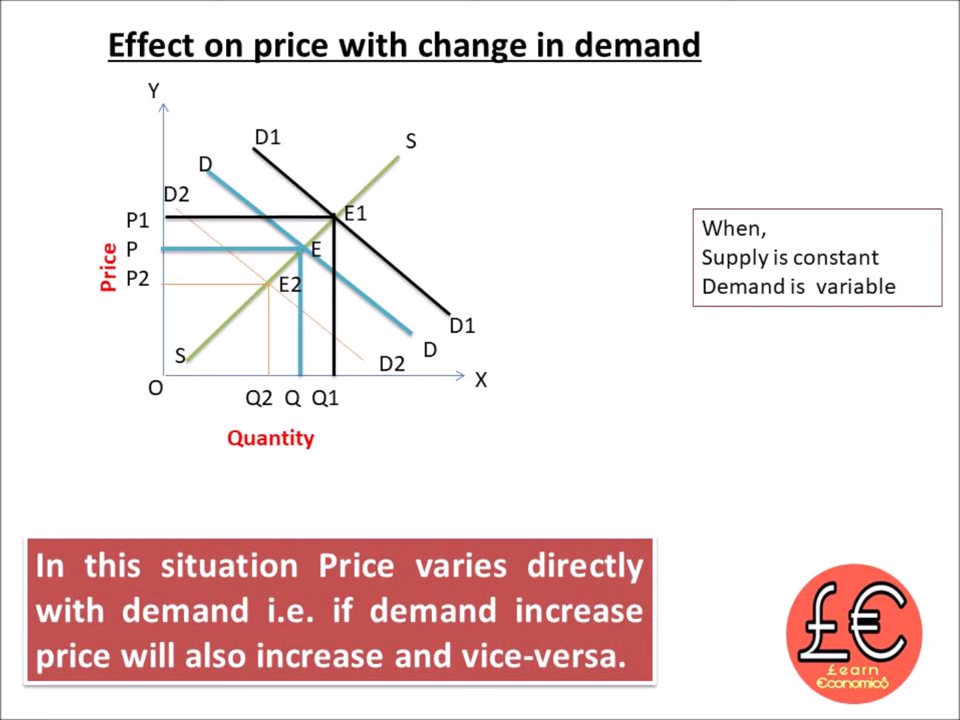 Effect on price with change in demand
Y
D1
S
D
D2
P1
E1
Price
P
E
P2
E2
When,
Supply is constant
Demand is variable
D1
S
D
D2
O
X
Q2 Q Q1
Quantity
In this situation Price varies directly
with demand i.e. if demand increase
price will also increase and vice-versa.
£€
£earn
€conomics